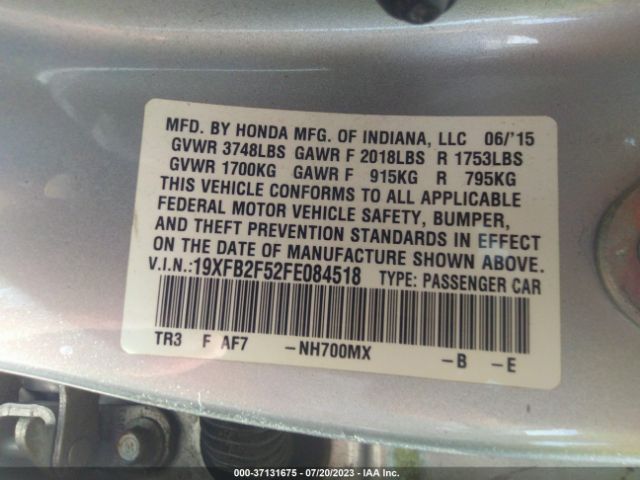 MFD. BY HONDA MFG. OF INDIANA, LLC 06/'15
GVWR 3748LBS GAWR F 2018LBS R 1753LBS
GVWR 1700KG GAWR F 915KG R 795KG
THIS VEHICLE CONFORMS TO ALL APPLICABLE
FEDERAL MOTOR VEHICLE SAFETY, BUMPER,
AND THEFT PREVENTION STANDARDS IN EFFECT
ON THE DATE OF MANUFACTURE SHOWN ABOVE.
V.I.N.:19XFB2F52FE084518 TYPE: PASSENGER CAR
TR3 F AF7 -NH700MX -B -E
000-37131675 - 07/20/2023 - IAA Inc.